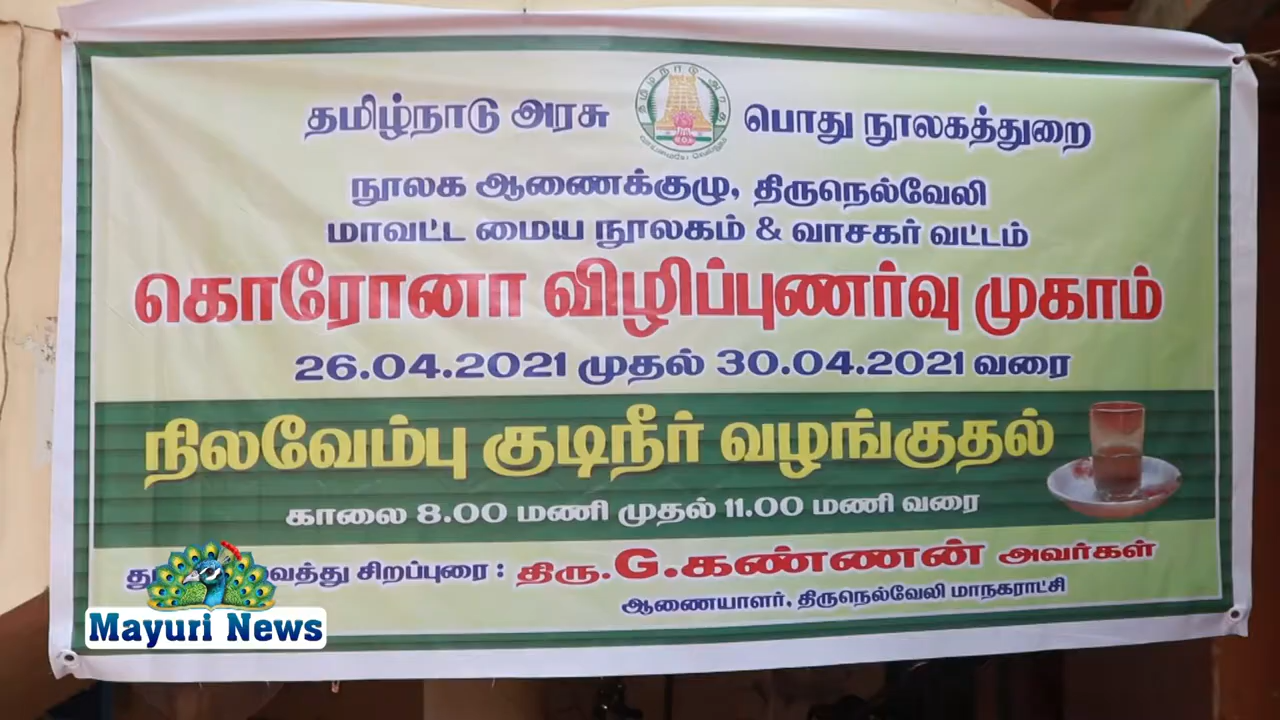 தமிழ்நாடு அரசு பொது நூலகத்துறை
நூலக ஆணைக்குழு, திருநெல்வேலி
மாவட்ட மைய நூலகம் & வாசகர் வட்டம்
கொரோனா விழிப்புணர்வு முகாம்
26.04.2021 முதல் 30.04.2021 வரை
நிலவேம்பு குடிநீர் வழங்குதல்
காலை 8.00 மணி முதல் 11.00 மணி வரை
சிறப்புரை : திரு.G.கண்ணன் அவர்கள்
ஆணையாளர், திருநெல்வேலி மாநகராட்சி
Mayuri News